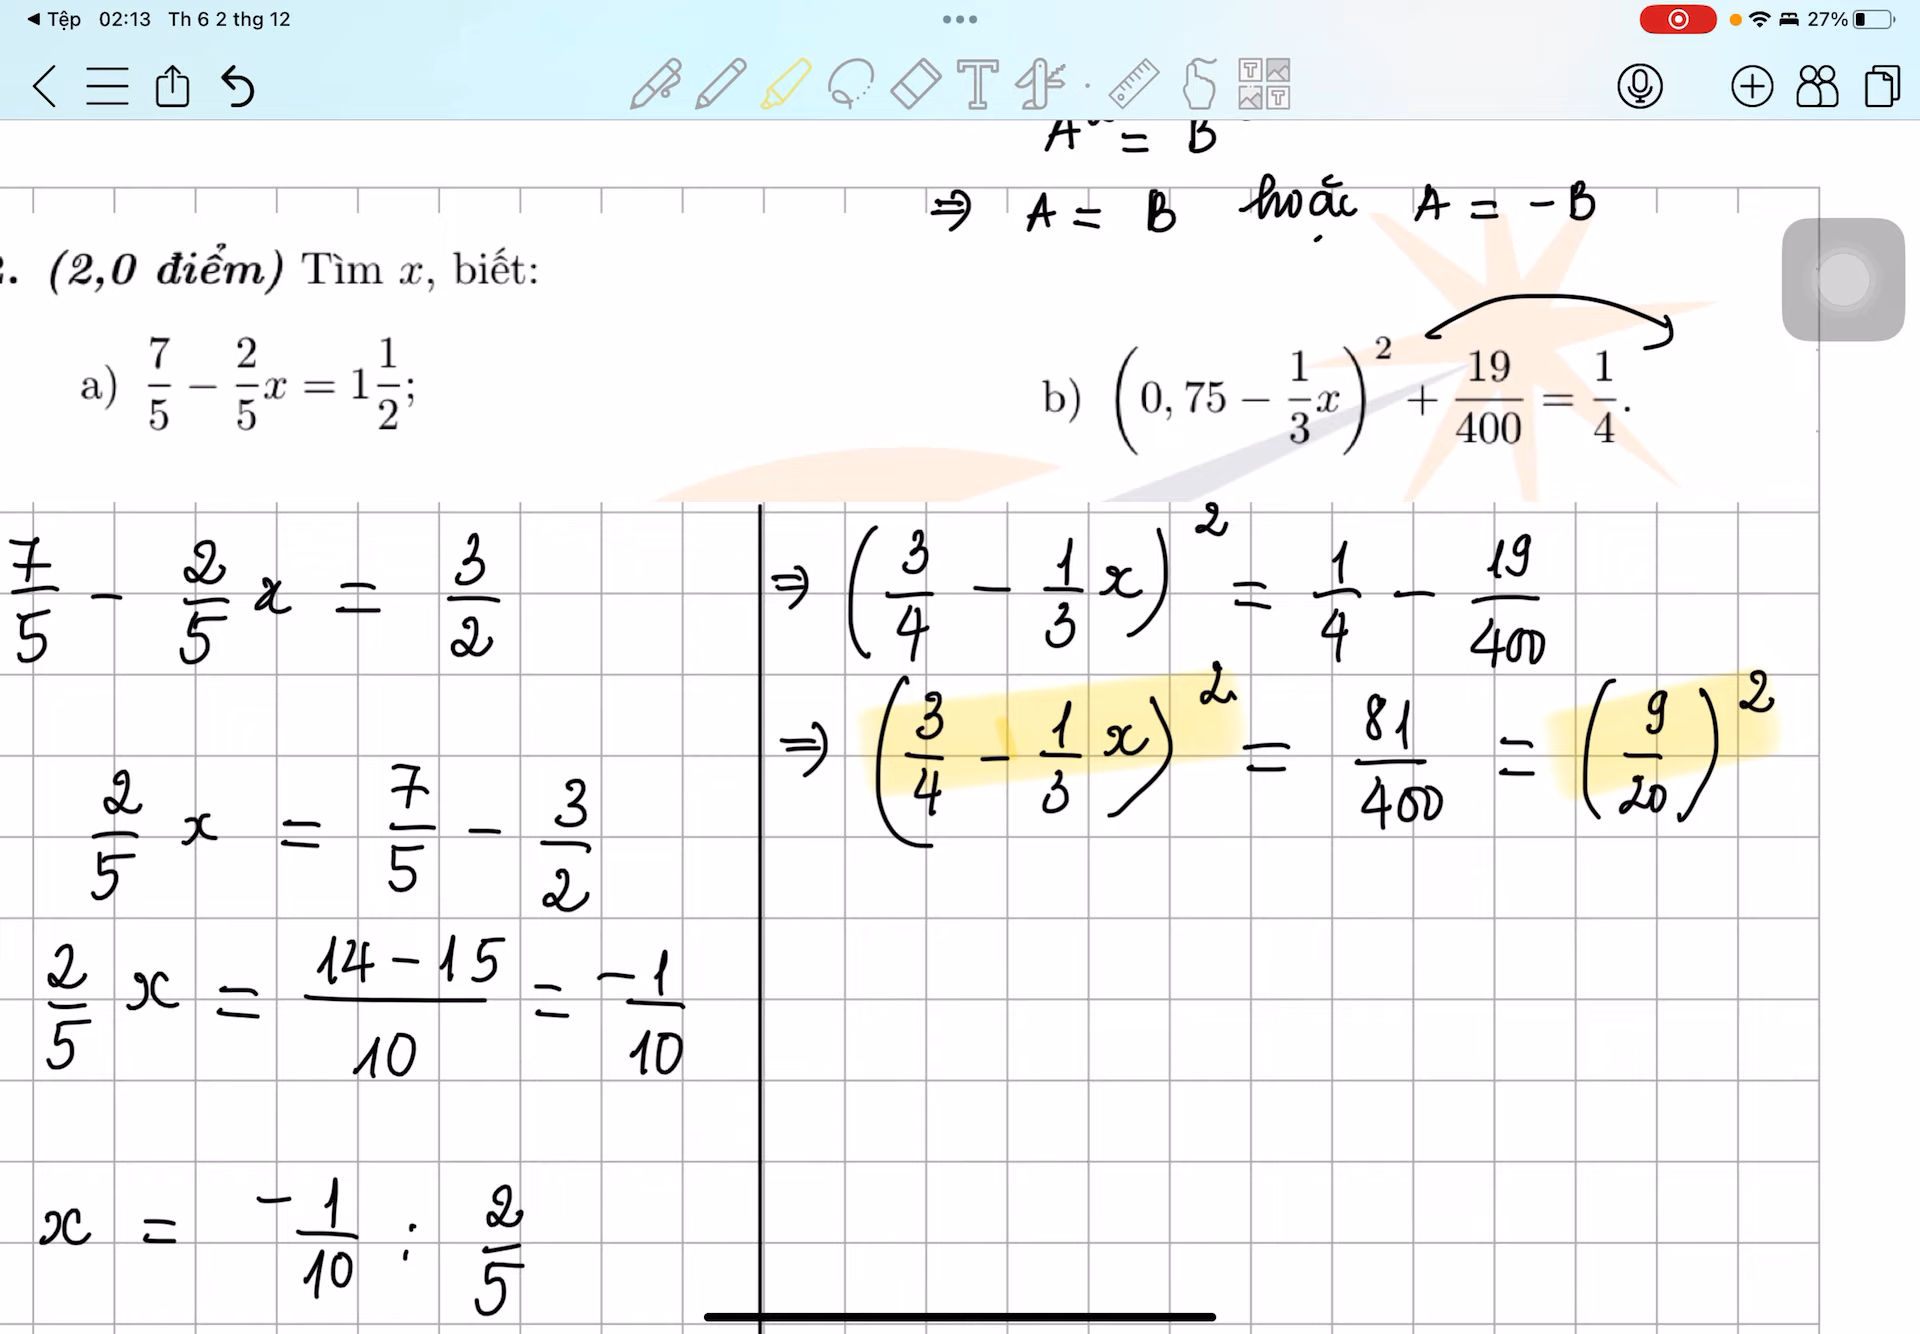 Tệp 02:13 Th 6 2 thg 12
27%
A² = B
⇒ A = B hoặc A = -B
. (2,0 điểm) Tìm x, biết:
a) 7/5 − 2/5 x = 1 1/2;
b) (0,75 − 1/3 x)² + 19/400 = 1/4.
7/5 - 2/5 x = 3/2
2/5 x = 7/5 - 3/2
2/5 x = (14 - 15)/10 = -1/10
x = -1/10 : 2/5
⇒ (3/4 - 1/3 x)² = 1/4 - 19/400
⇒ (3/4 - 1/3 x)² = 81/400 = (9/20)²